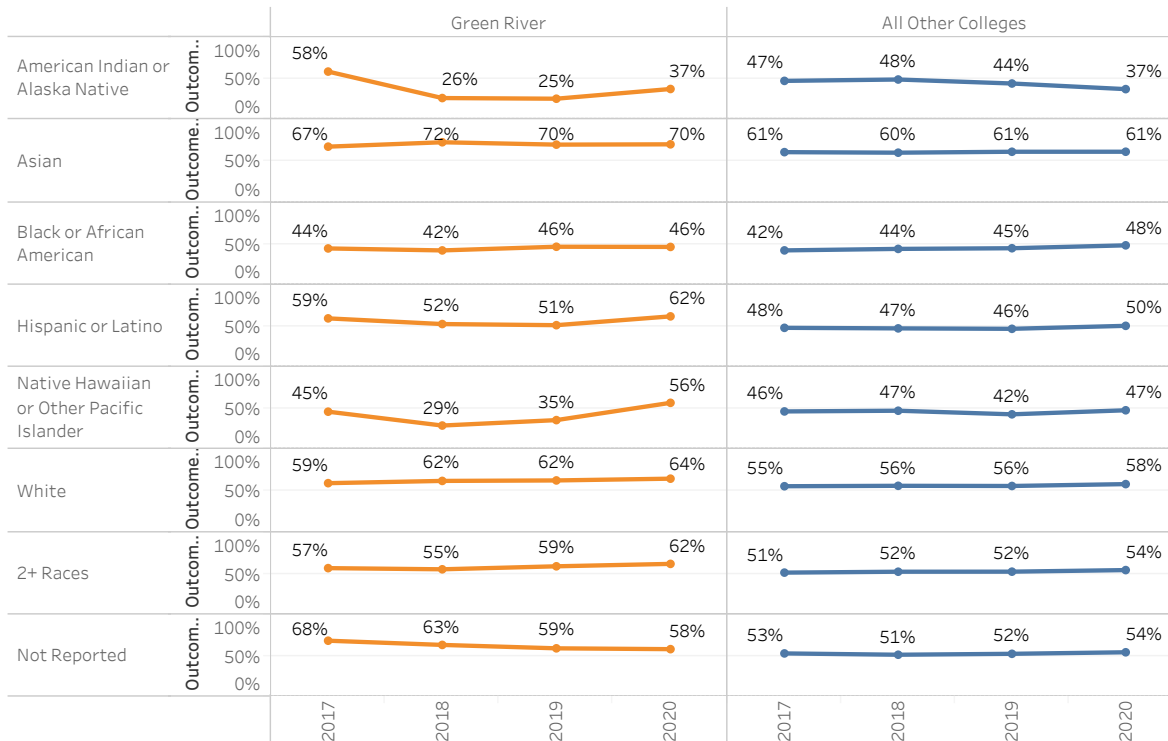 Green River All Other Colleges
American Indian or
Alaska Native
Outcom..
100%
50%
0%
58% 26% 25% 37%
47% 48% 44% 37%
Asian
Outcome..
100%
50%
0%
67% 72% 70% 70%
61% 60% 61% 61%
Black or African
American
Outcom..
100%
50%
0%
44% 42% 46% 46%
42% 44% 45% 48%
Hispanic or Latino
Outcom..
100%
50%
0%
59% 52% 51% 62%
48% 47% 46% 50%
Native Hawaiian
or Other Pacific
Islander
Outcom..
100%
50%
0%
45% 29% 35% 56%
46% 47% 42% 47%
White
Outcome..
100%
50%
0%
59% 62% 62% 64%
55% 56% 56% 58%
2+ Races
Outcom..
100%
50%
0%
57% 55% 59% 62%
51% 52% 52% 54%
Not Reported
Outcom..
100%
50%
0%
68% 63% 59% 58%
53% 51% 52% 54%
2017 2018 2019 2020 2017 2018 2019 2020